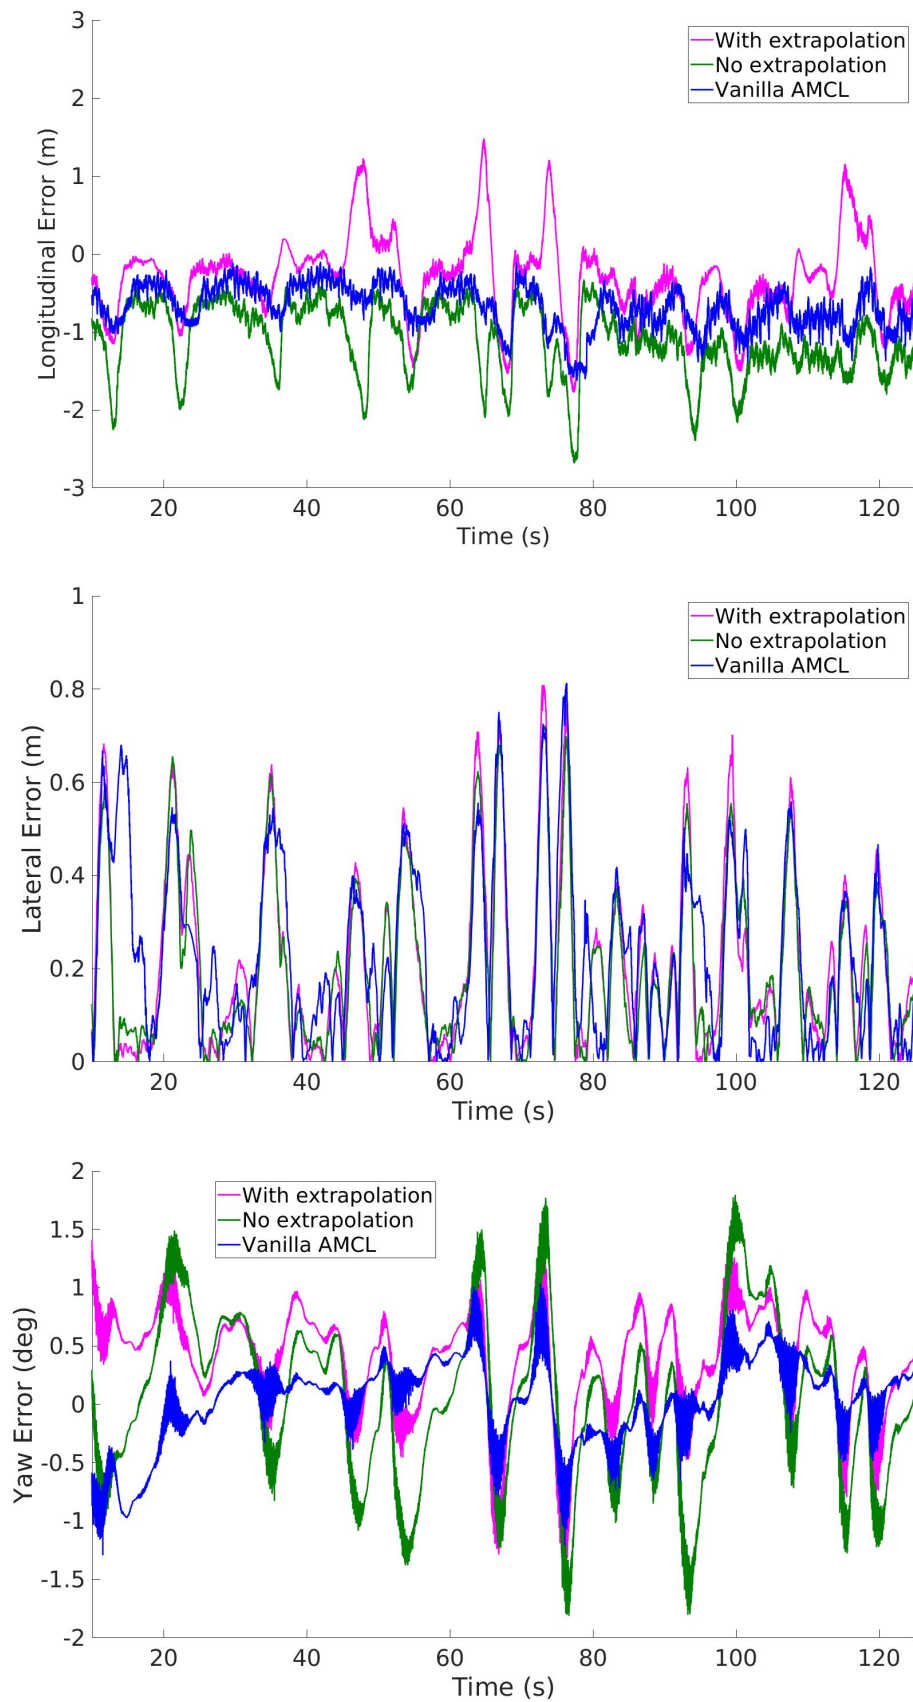 3
2
1
0
-1
-2
-3
Longitudinal Error (m)
With extrapolation
No extrapolation
Vanilla AMCL
20 40 60 80 100 120
Time (s)
1
0.8
0.6
0.4
0.2
0
Lateral Error (m)
With extrapolation
No extrapolation
Vanilla AMCL
20 40 60 80 100 120
Time (s)
2
1.5
1
0.5
0
-0.5
-1
-1.5
-2
Yaw Error (deg)
With extrapolation
No extrapolation
Vanilla AMCL
20 40 60 80 100 120
Time (s)